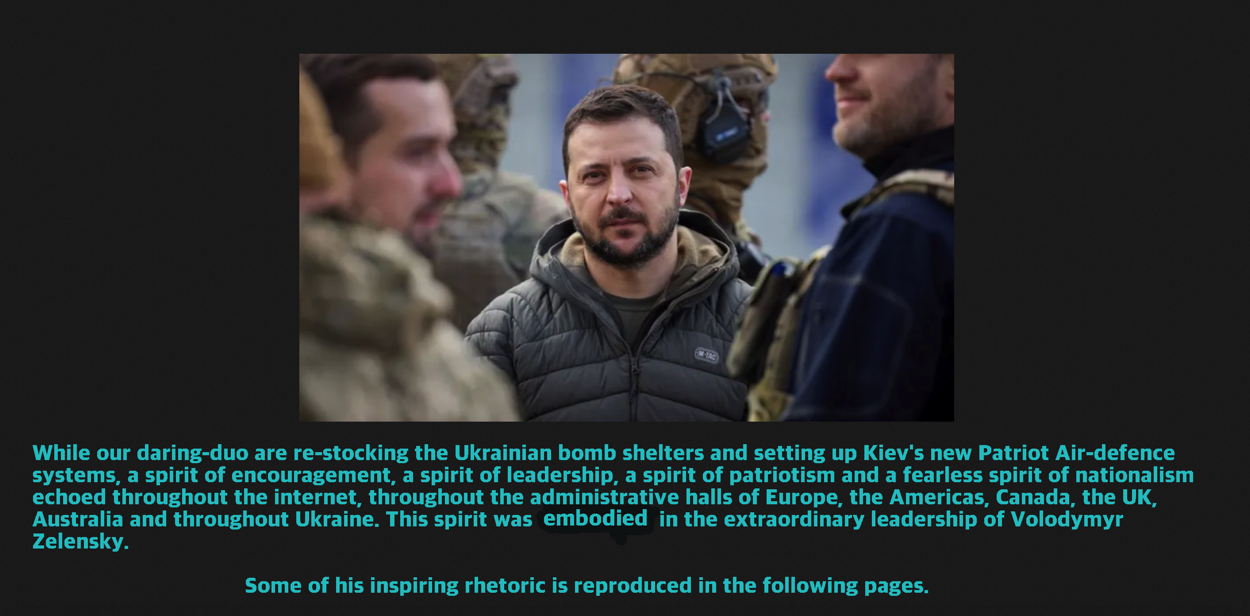 M-TAC
While our daring-duo are re-stocking the Ukrainian bomb shelters and setting up Kiev's new Patriot Air-defence
systems, a spirit of encouragement, a spirit of leadership, a spirit of patriotism and a fearless spirit of nationalism
echoed throughout the internet, throughout the administrative halls of Europe, the Americas, Canada, the UK,
Australia and throughout Ukraine. This spirit was embodied in the extraordinary leadership of Volodymyr
Zelensky.
Some of his inspiring rhetoric is reproduced in the following pages.